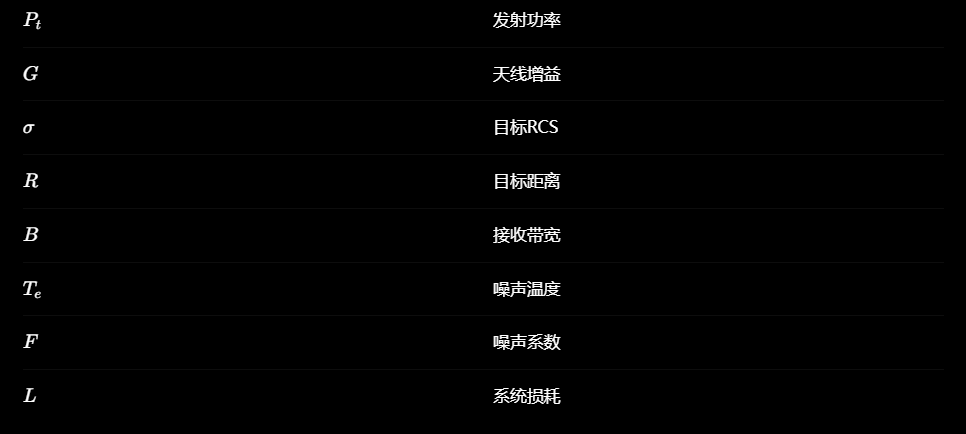 P_t 发射功率
G 天线增益
σ 目标RCS
R 目标距离
B 接收带宽
T_e 噪声温度
F 噪声系数
L 系统损耗